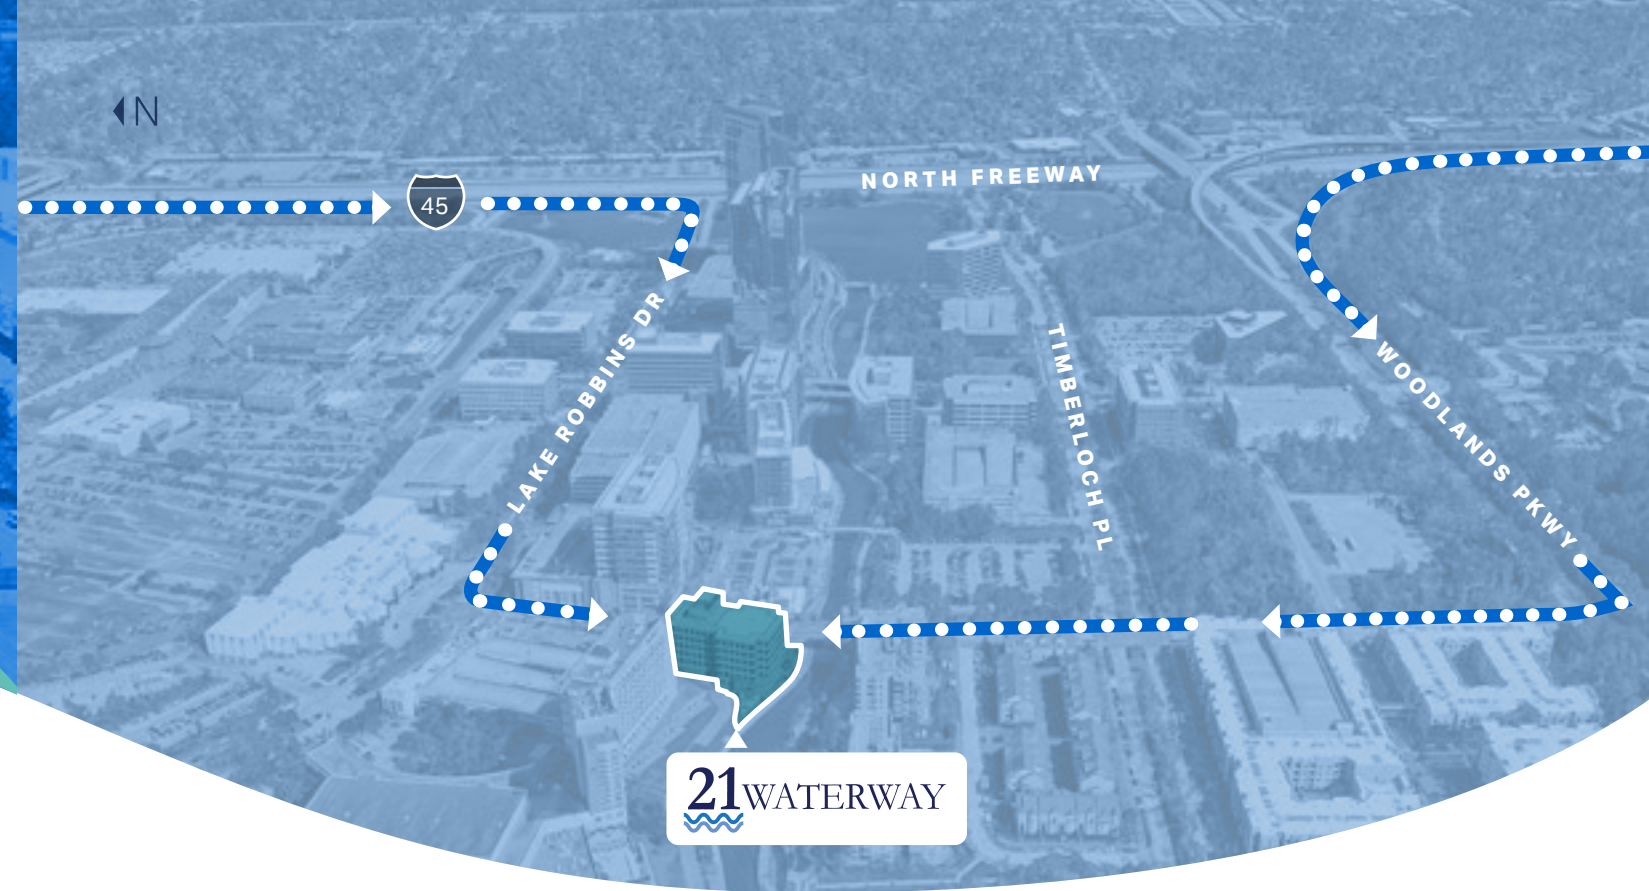 N
NORTH FREEWAY
45
LAKE ROBBINS DR
TIMBERLOCH PL
WOODLANDS PKWY
21WATERWAY